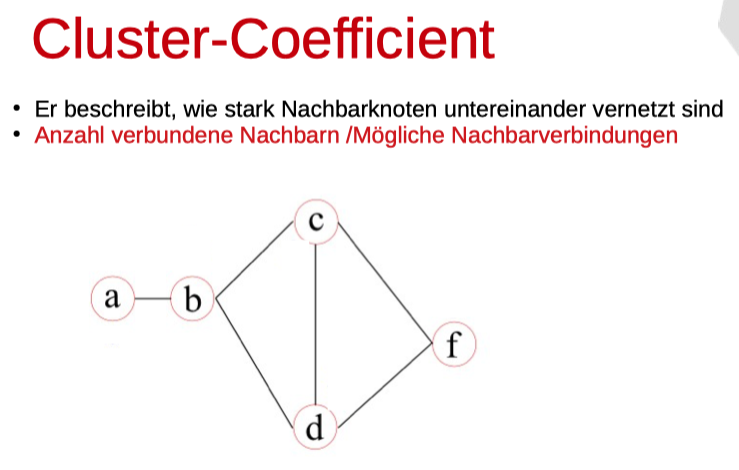 Cluster-Coefficient
• Er beschreibt, wie stark Nachbarknoten untereinander vernetzt sind
• Anzahl verbundene Nachbarn /Mögliche Nachbarverbindungen
c
a b
f
d